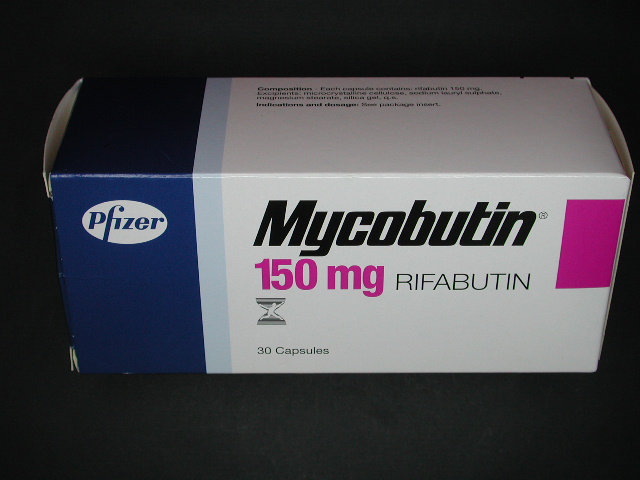 Composition - Each capsule contains: rifabutin 150 mg.
Excipients: microcrystalline cellulose, sodium lauryl sulphate,
magnesium stearate, silica gel, q.s.
Indications and dosage: See package insert.
Pfizer
Mycobutin®
150 mg RIFABUTIN
30 Capsules